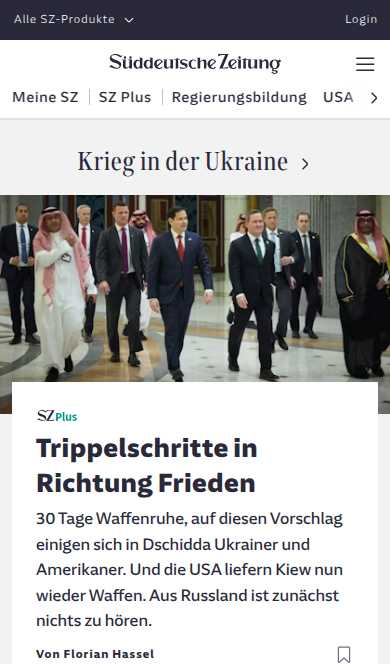 Alle SZ-Produkte
Login
Süddeutsche Zeitung
Meine SZ SZ Plus Regierungsbildung USA
Krieg in der Ukraine
SZ Plus
Trippelschritte in
Richtung Frieden
30 Tage Waffenruhe, auf diesen Vorschlag
einigen sich in Dschidda Ukrainer und
Amerikaner. Und die USA liefern Kiew nun
wieder Waffen. Aus Russland ist zunächst
nichts zu hören.
Von Florian Hassel